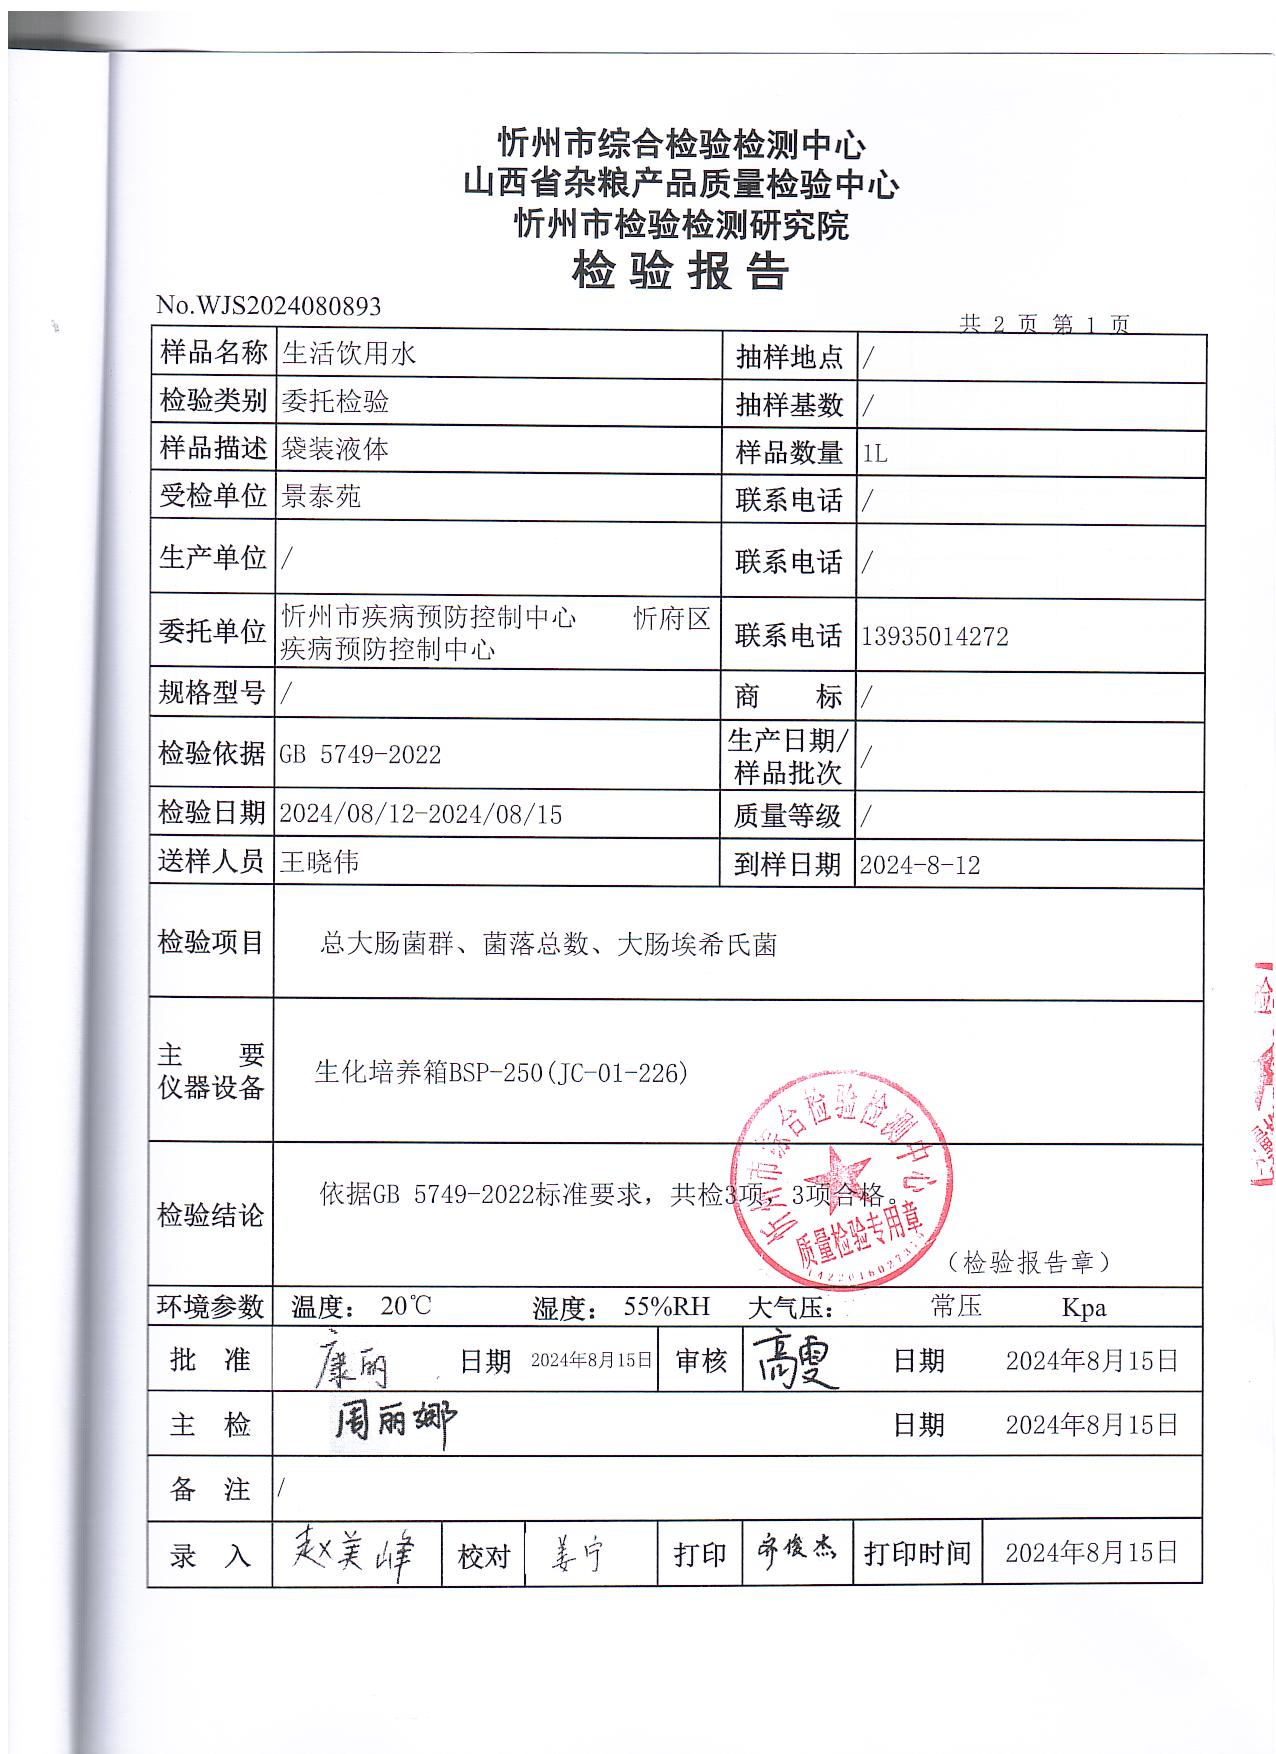 忻州市综合检验检测中心
山西省杂粮产品质量检验中心
忻州市检验检测研究院
检验报告
No.WJS2024080893
共 2 页 第 1 页
样品名称 生活饮用水 抽样地点 /
检验类别 委托检验 抽样基数 /
样品描述 袋装液体 样品数量 1L
受检单位 景泰苑 联系电话 /
生产单位 / 联系电话 /
委托单位 忻州市疾病预防控制中心 忻府区
疾病预防控制中心 联系电话 13935014272
规格型号 / 商 标 /
检验依据 GB 5749-2022 生产日期/
样品批次 /
检验日期 2024/08/12-2024/08/15 质量等级 /
送样人员 王晓伟 到样日期 2024-8-12
检验项目 总大肠菌群、菌落总数、大肠埃希氏菌
主 要
仪器设备 生化培养箱BSP-250(JC-01-226)
检验结论 依据GB 5749-2022标准要求，共检3项，3项合格。
忻州市综合检验检测中心
质量检验专用章
（检验报告章）
环境参数 温度： 20℃ 湿度： 55%RH 大气压： 常压 Kpa
批 准 康丽 日期 2024年8月15日 审核 高雯 日期 2024年8月15日
主 检 周丽娜 日期 2024年8月15日
备 注 /
录 入 赵美峰 校对 姜宁 打印 齐俊杰 打印时间 2024年8月15日